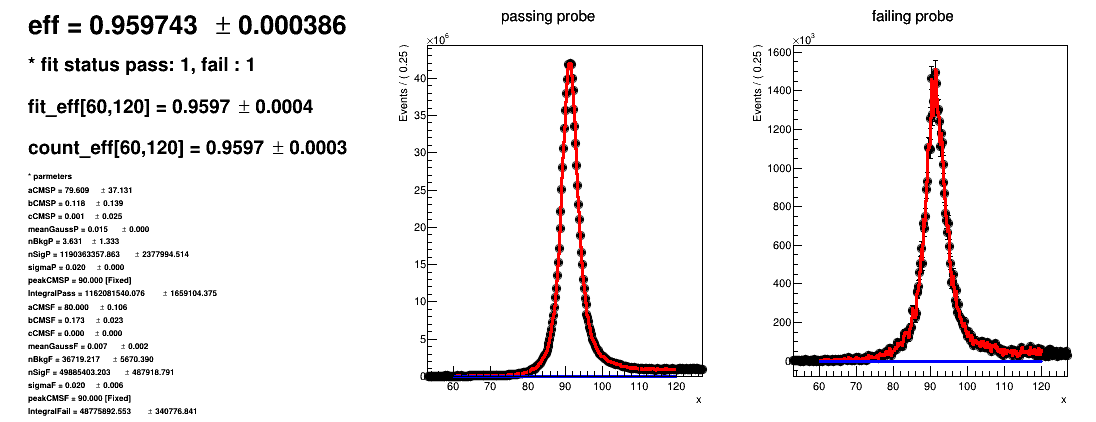 eff = 0.959743 ± 0.000386
* fit status pass: 1, fail : 1
fit_eff[60,120] = 0.9597 ± 0.0004
count_eff[60,120] = 0.9597 ± 0.0003
* parmeters
aCMSP = 79.609 ± 37.131
bCMSP = 0.118 ± 0.139
cCMSP = 0.001 ± 0.025
meanGaussP = 0.015 ± 0.000
nBkgP = 3.631 ± 1.333
nSigP = 1190363357.863 ± 2377994.514
sigmaP = 0.020 ± 0.000
peakCMSP = 90.000 [Fixed]
IntegralPass = 1162081540.076 ± 1659104.375
aCMSF = 80.000 ± 0.106
bCMSF = 0.173 ± 0.023
cCMSF = 0.000 ± 0.000
meanGaussF = 0.007 ± 0.002
nBkgF = 36719.217 ± 5670.390
nSigF = 49885403.203 ± 487918.791
sigmaF = 0.020 ± 0.006
peakCMSF = 90.000 [Fixed]
IntegralFail = 48775892.553 ± 340776.841
passing probe
×10⁶
Events / ( 0.25 )
40
35
30
25
20
15
10
5
0
60 70 80 90 100 110 120
x
failing probe
×10³
Events / ( 0.25 )
1600
1400
1200
1000
800
600
400
200
0
60 70 80 90 100 110 120
x